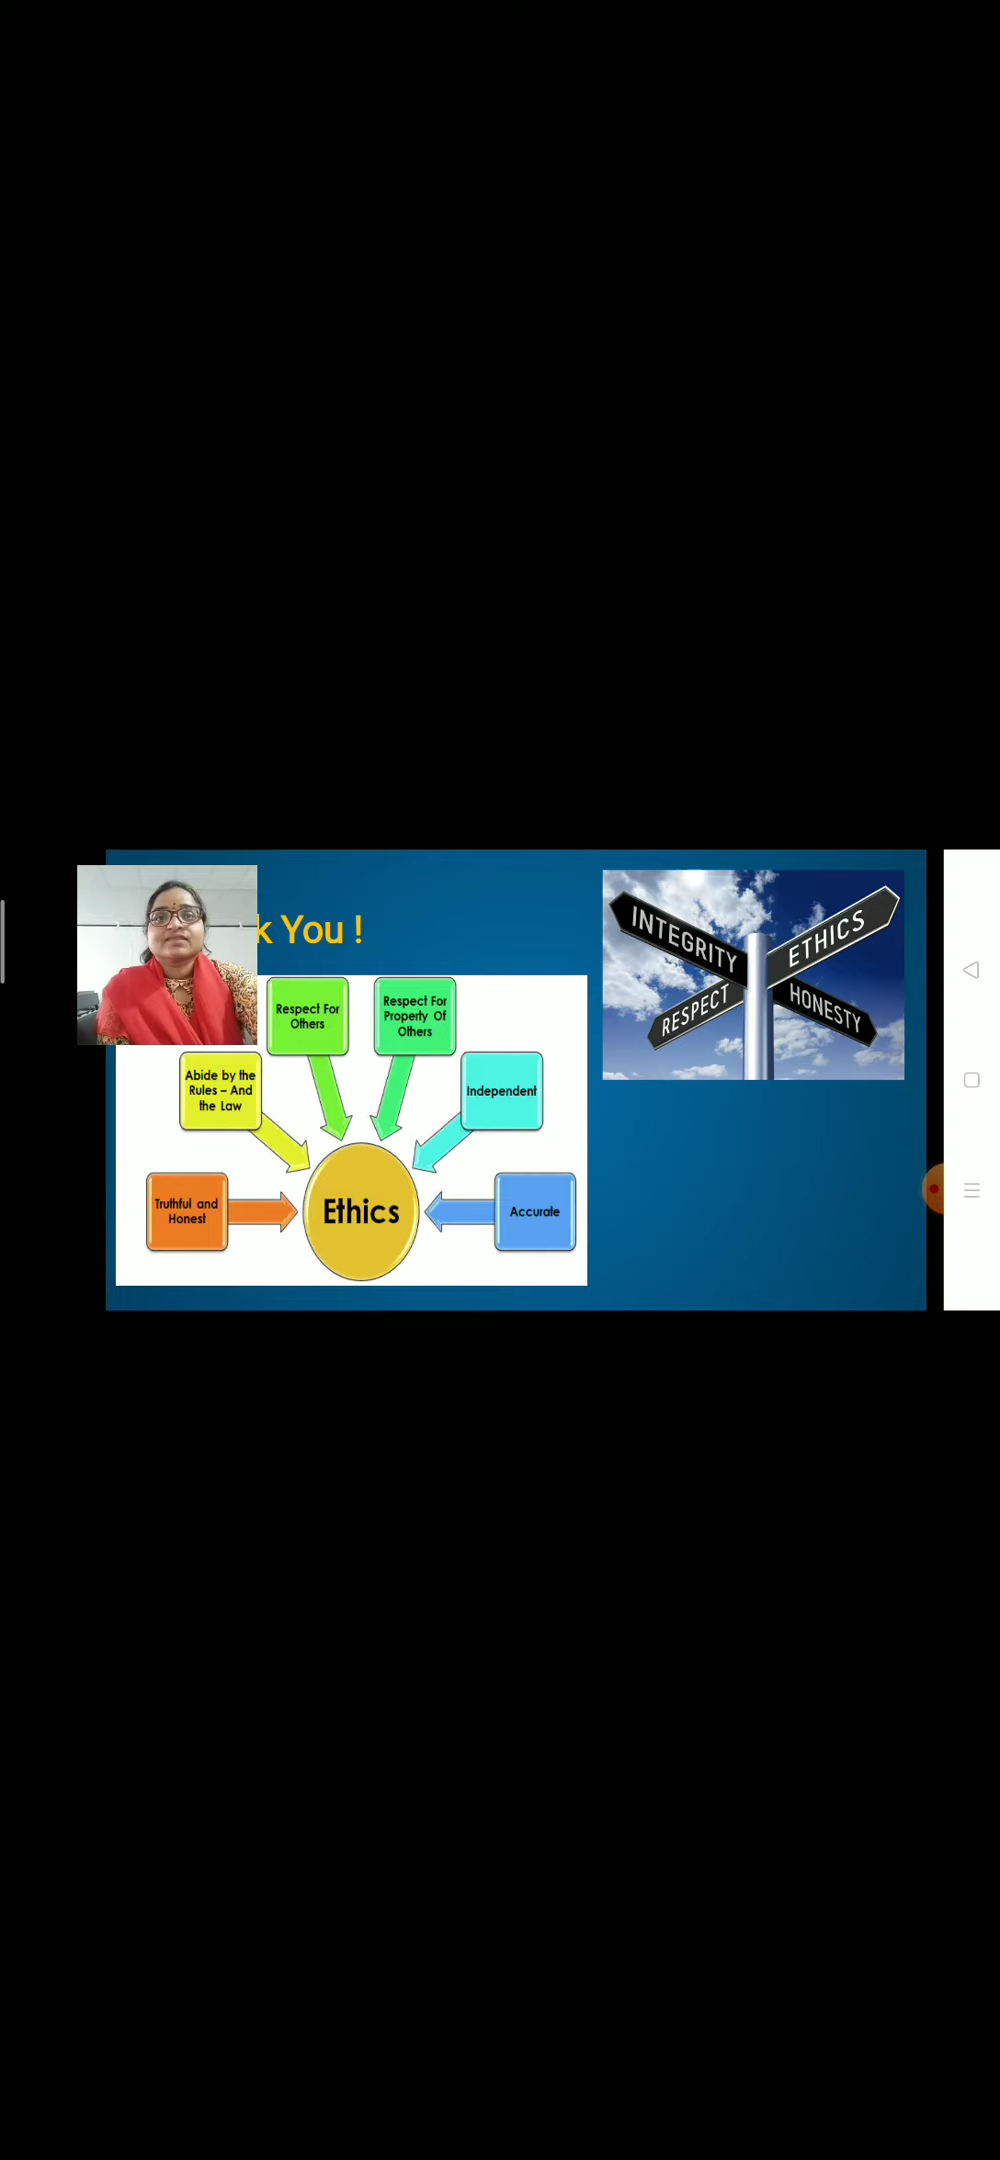 k You !
INTEGRITY
ETHICS
RESPECT
HONESTY
Respect For
Others
Respect For
Property Of
Others
Abide by the
Rules – And
the Law
Independent
Truthful and
Honest
Ethics
Accurate